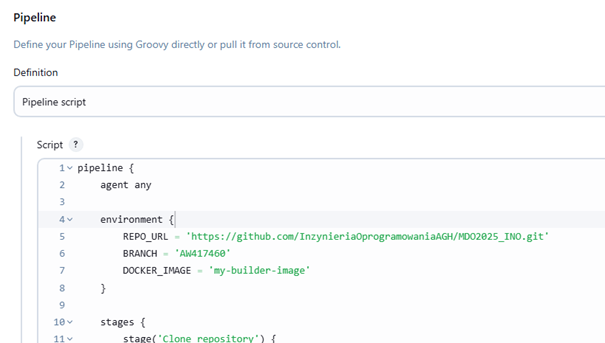 Pipeline
Define your Pipeline using Groovy directly or pull it from source control.
Definition
Pipeline script
Script ?
1 pipeline {
2     agent any
3
4     environment {
5         REPO_URL = 'https://github.com/InzynieriaOprogramowaniaAGH/MDO2025_INO.git'
6         BRANCH = 'AW417460'
7         DOCKER_IMAGE = 'my-builder-image'
8     }
9
10     stages {
11         stage('Clone repository') {